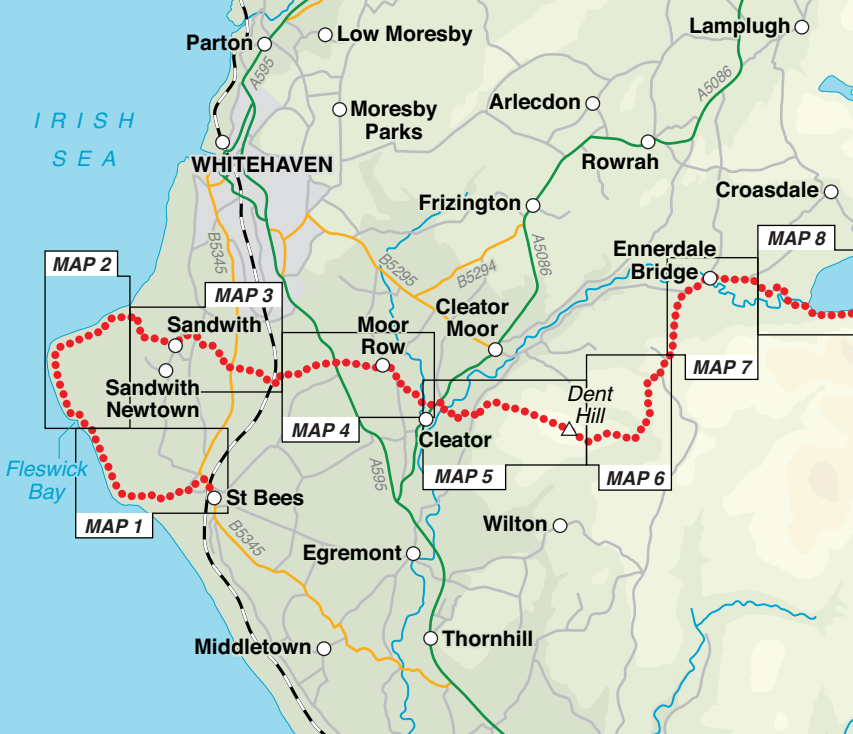 Lamplugh
Low Moresby
Parton
A595
A5086
Arlecdon
Moresby
Parks
IRISH
SEA
Rowrah
WHITEHAVEN
Croasdale
Frizington
B5345
B5295
B5294
A5086
Ennerdale
Bridge
MAP 8
MAP 2
MAP 3
Cleator
Moor
Sandwith
Moor
Row
MAP 7
Sandwith
Newtown
Dent
Hill
MAP 4
Cleator
Fleswick
Bay
A595
MAP 5
MAP 6
St Bees
MAP 1
B5345
Wilton
Egremont
Thornhill
Middletown